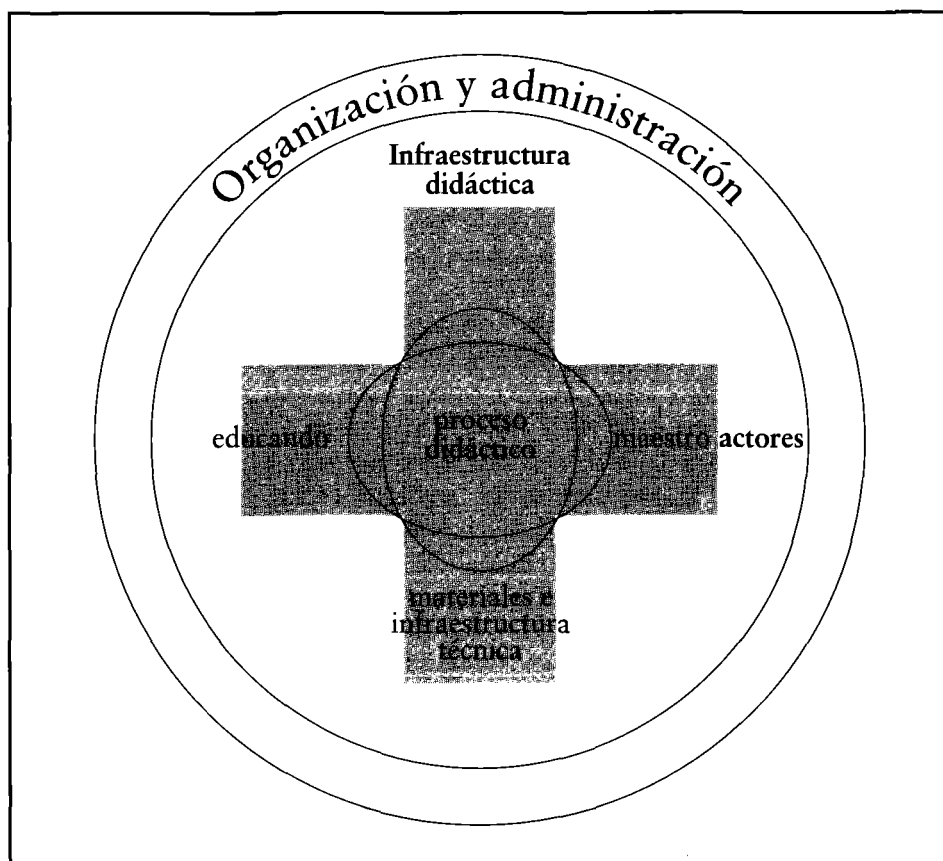 Organización y administración
Infraestructura
didáctica
educando
proceso
didáctico
maestro actores
materiales e
infraestructura
técnica